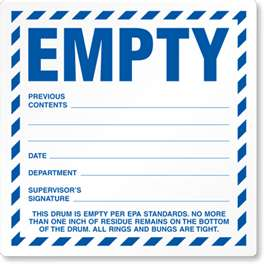 EMPTY
PREVIOUS
CONTENTS
DATE
DEPARTMENT
SUPERVISOR'S
SIGNATURE
THIS DRUM IS EMPTY PER EPA STANDARDS. NO MORE
THAN ONE INCH OF RESIDUE REMAINS ON THE BOTTOM
OF THE DRUM. ALL RINGS AND BUNGS ARE TIGHT.